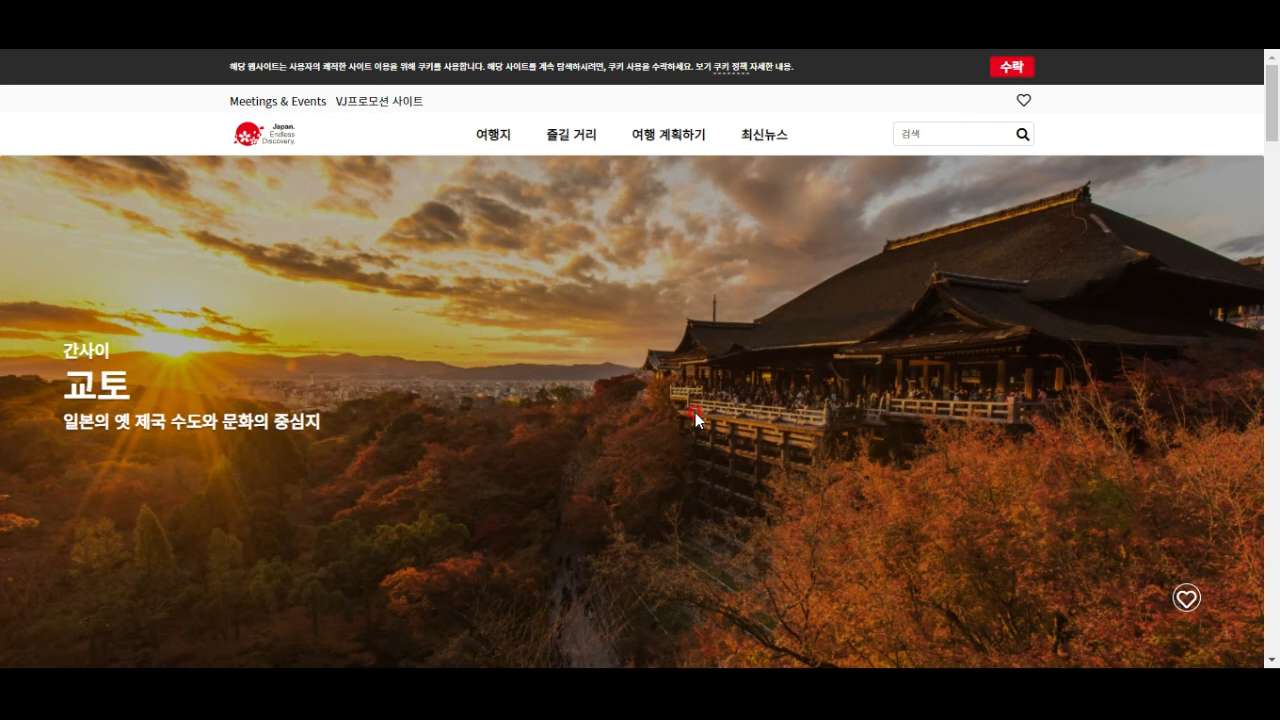 해당 웹사이트는 사용자의 쾌적한 사이트 이용을 위해 쿠키를 사용합니다. 해당 사이트를 계속 탐색하시려면, 쿠키 사용을 수락하세요. 보기 쿠키 정책 자세한 내용.
수락
Meetings & Events VJ프로모션 사이트
Japan.
Endless
Discovery.
여행지 즐길 거리 여행 계획하기 최신뉴스
검색
간사이
교토
일본의 옛 제국 수도와 문화의 중심지